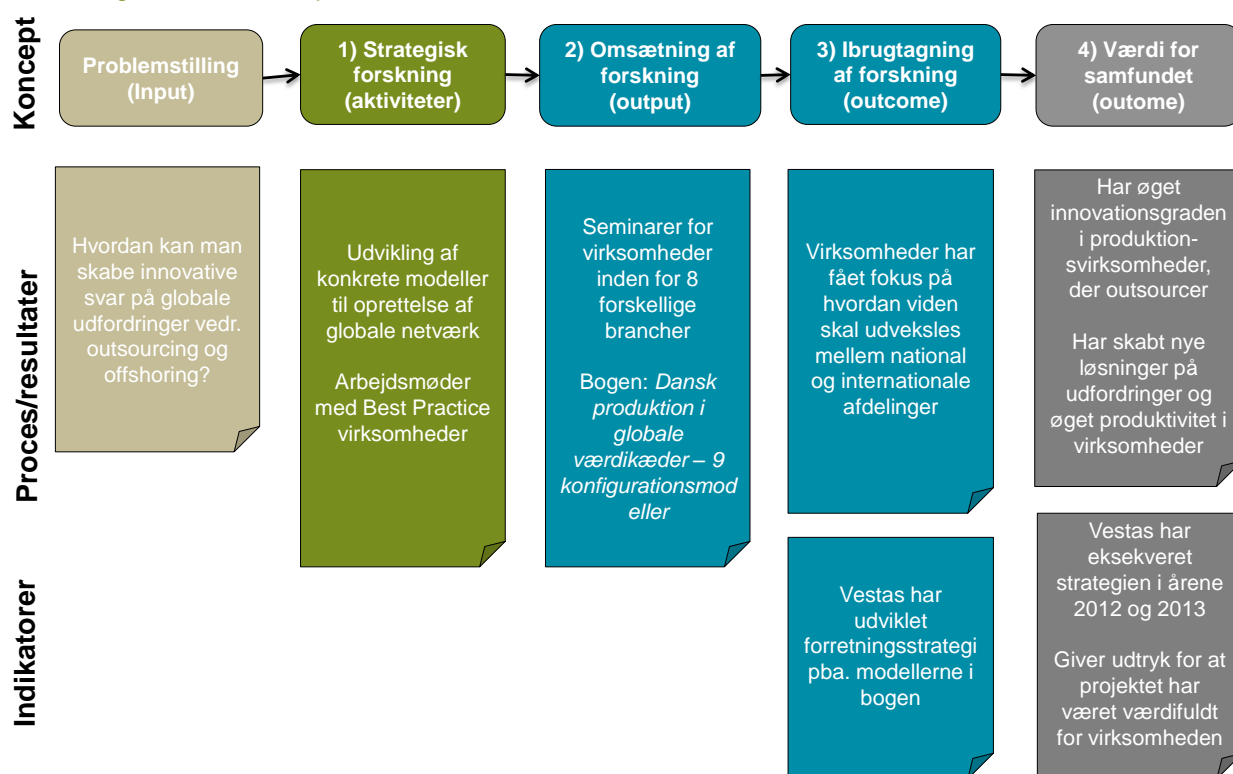 Koncept
Problemstilling
(Input)
1) Strategisk
forskning
(aktiviteter)
2) Omsætning af
forskning
(output)
3) Ibrugtagning
af forskning
(outcome)
4) Værdi for
samfundet
(outome)
Proces/resultater
Hvordan kan man
skabe innovative
svar på globale
udfordringer vedr.
outsourcing og
offshoring?
Udvikling af
konkrete modeller
til oprettelse af
globale netværk
Arbejdsmøder
med Best Practice
virksomheder
Seminarer for
virksomheder
inden for 8
forskellige
brancher
Bogen: Dansk
produktion i
globale
værdikæder – 9
konfigurationsmod
eller
Virksomheder har
fået fokus på
hvordan viden
skal udveksles
mellem national
og internationale
afdelinger
Har øget
innovationsgraden
i produktion-
svirksomheder,
der outsourcer
Har skabt nye
løsninger på
udfordringer og
øget produktivitet i
virksomheder
Indikatorer
Vestas har
udviklet
forretningsstrategi
pba. modellerne i
bogen
Vestas har
eksekveret
strategien i årene
2012 og 2013
Giver udtryk for at
projektet har
været værdifuldt
for virksomheden